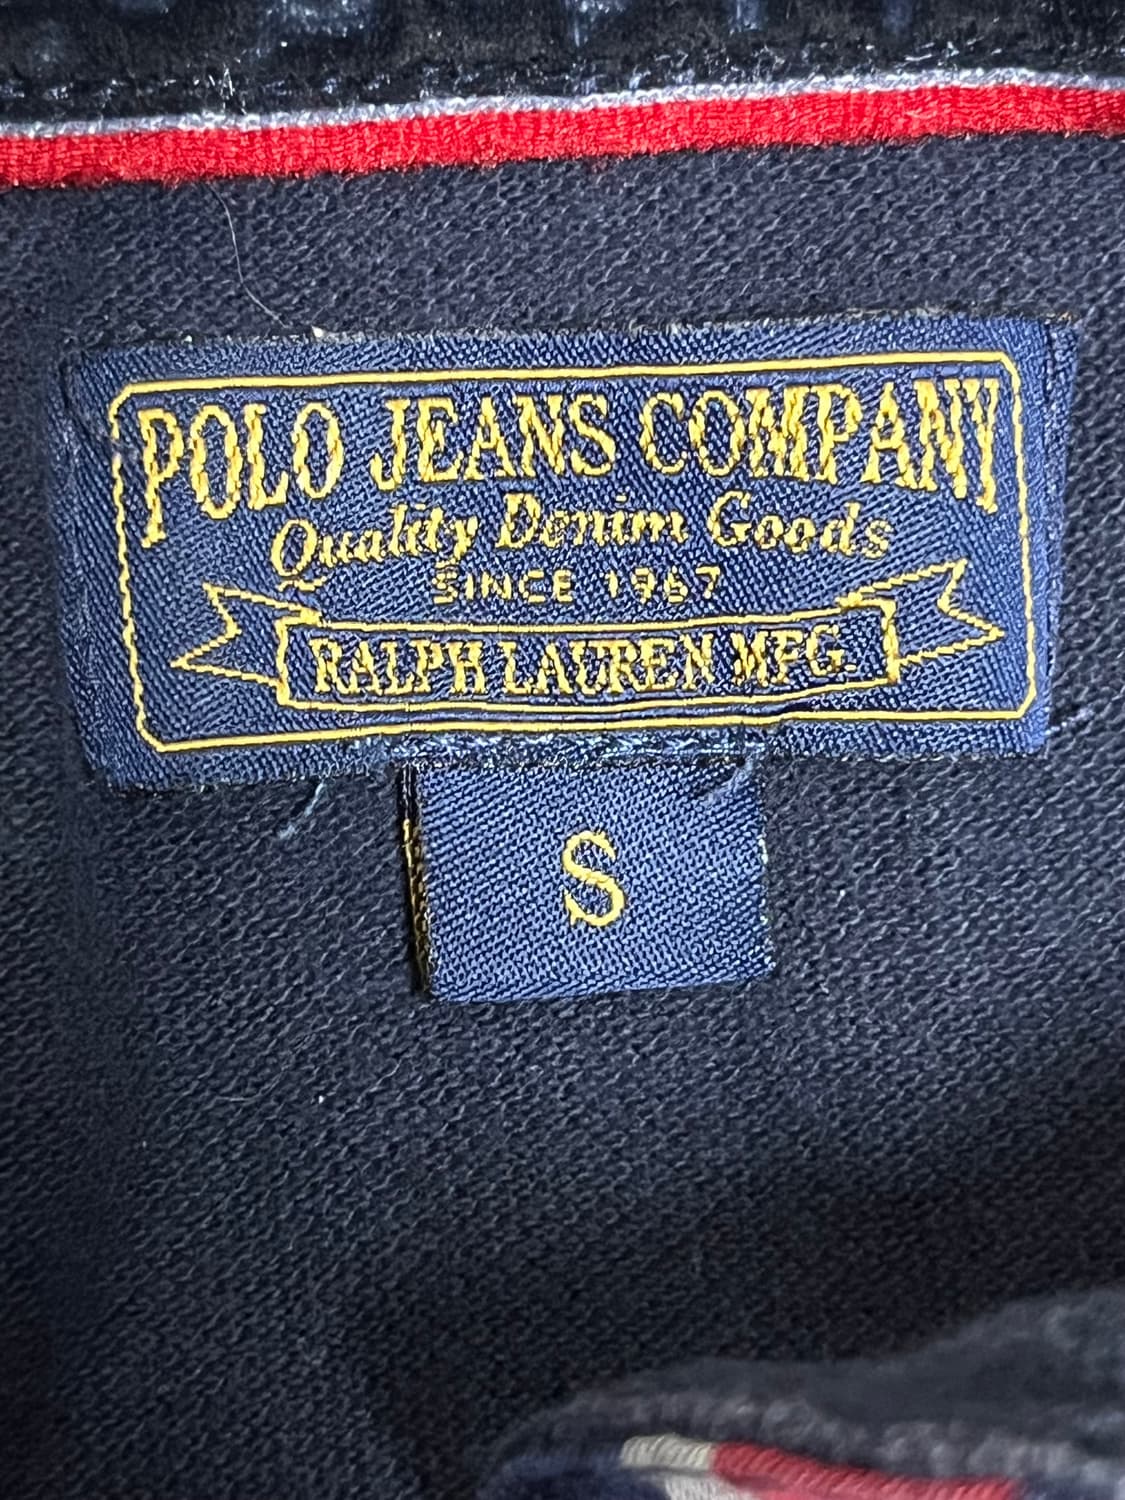 POLO JEANS COMPANY
Quality Denim Goods
SINCE 1967
RALPH LAUREN MFG.
S